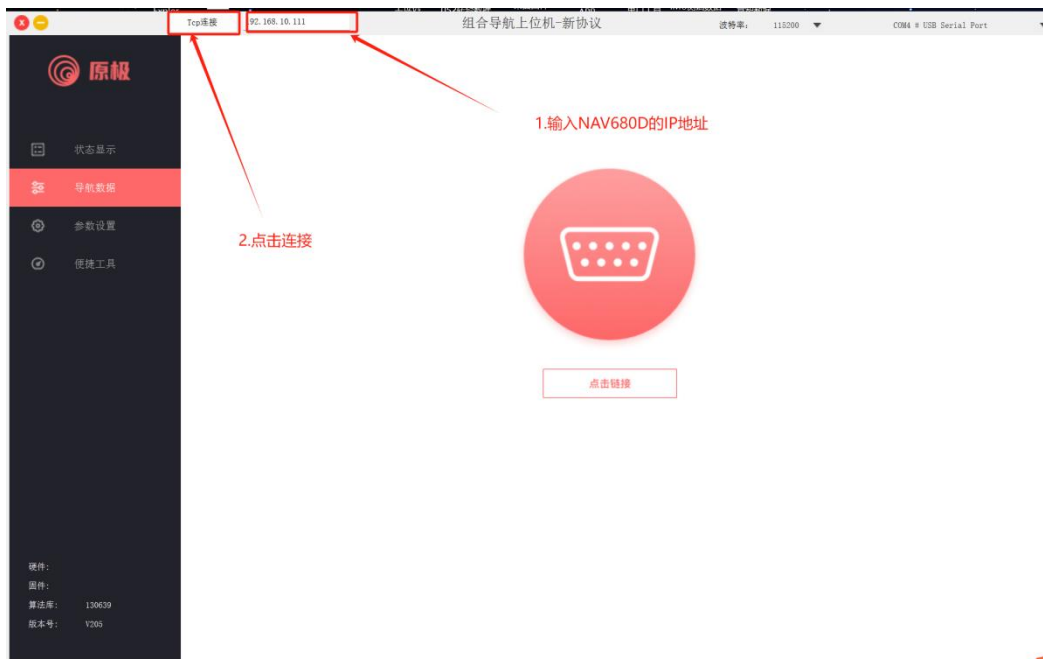 Tcp连接
92.168.10.111
组合导航上位机-新协议
波特率:
115200
COM4 # USB Serial Port
原极
1.输入NAV680D的IP地址
状态显示
导航数据
参数设置
2.点击连接
便捷工具
点击链接
硬件:
固件:
算法库: 130639
版本号: V205